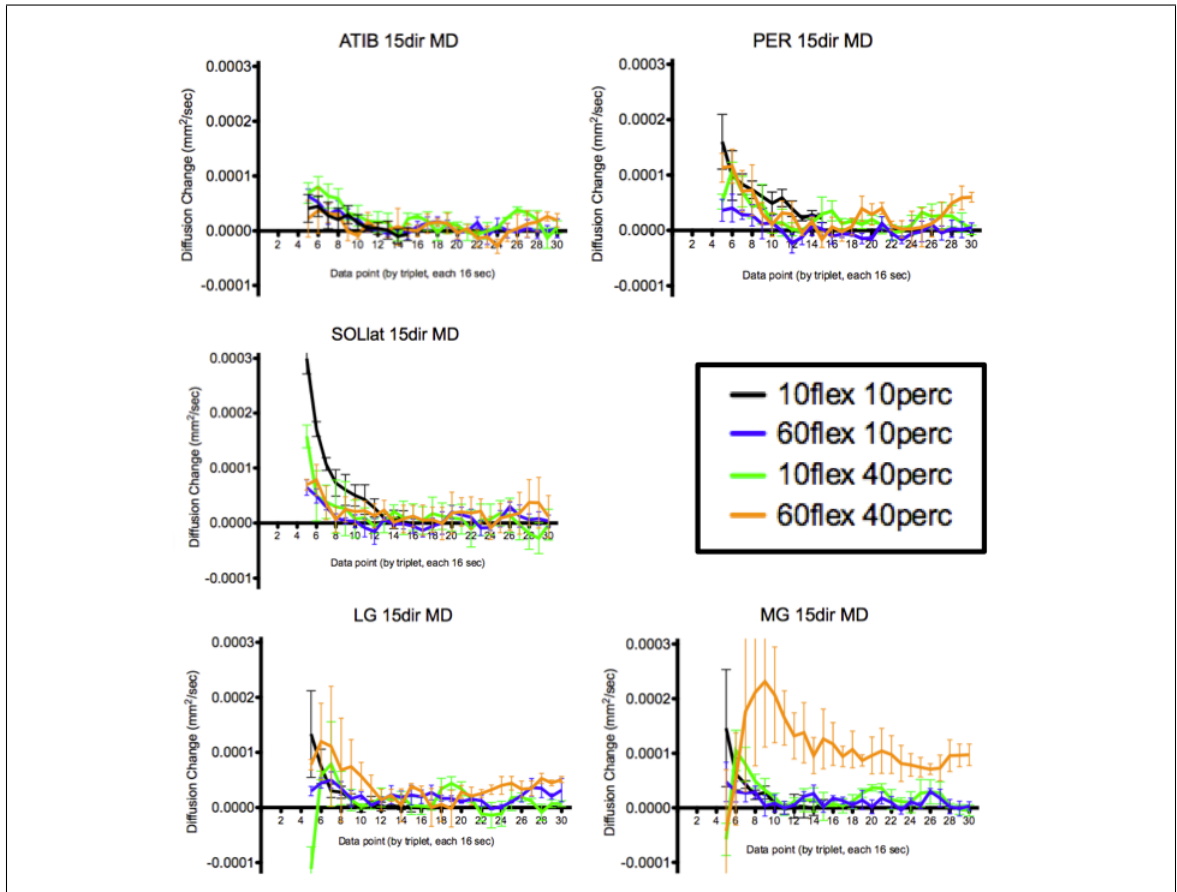 ATIB 15dir MD
Diffusion Change (mm²/sec)
0.0003
0.0002
0.0001
0.0000
-0.0001
2 4 6 8 10 12 14 16 18 20 22 24 26 28 30
Data point (by triplet, each 16 sec)
PER 15dir MD
Diffusion Change (mm²/sec)
0.0003
0.0002
0.0001
0.0000
-0.0001
2 4 6 8 10 12 14 16 18 20 22 24 26 28 30
Data point (by triplet, each 16 sec)
SOLlat 15dir MD
Diffusion Change (mm²/sec)
0.0003
0.0002
0.0001
0.0000
-0.0001
2 4 6 8 10 12 14 16 18 20 22 24 26 28 30
Data point (by triplet, each 16 sec)
10flex 10perc
60flex 10perc
10flex 40perc
60flex 40perc
LG 15dir MD
Diffusion Change (mm²/sec)
0.0003
0.0002
0.0001
0.0000
-0.0001
2 4 6 8 10 12 14 16 18 20 22 24 26 28 30
Data point (by triplet, each 16 sec)
MG 15dir MD
Diffusion Change (mm²/sec)
0.0003
0.0002
0.0001
0.0000
-0.0001
2 4 6 8 10 12 14 16 18 20 22 24 26 28 30
Data point (by triplet, each 16 sec)